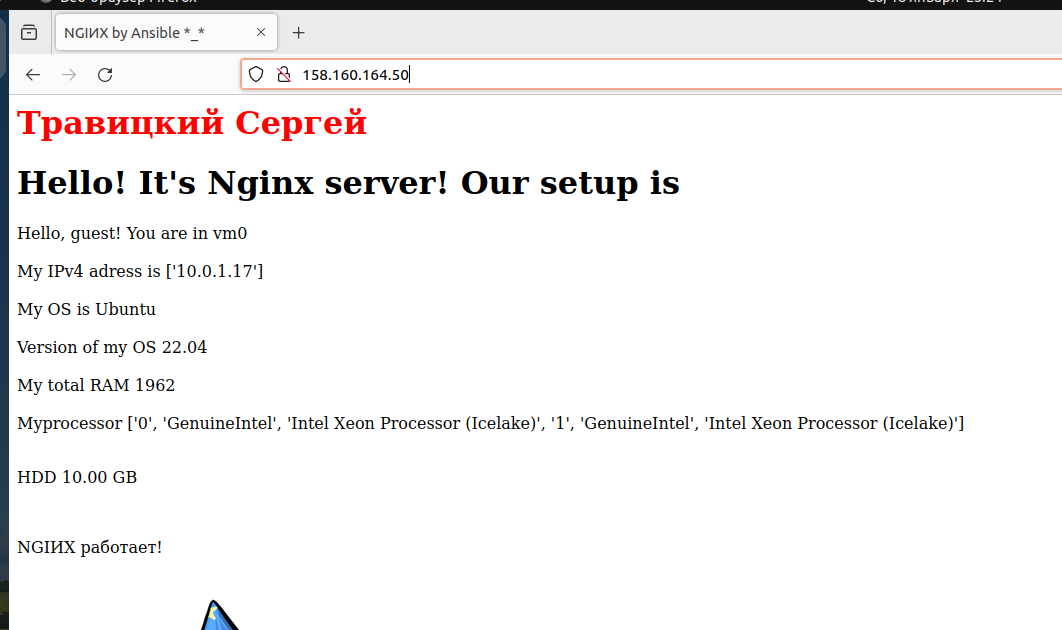 NGIИX by Ansible *_*
158.160.164.50
Травицкий Сергей
Hello! It's Nginx server! Our setup is
Hello, guest! You are in vm0
My IPv4 adress is ['10.0.1.17']
My OS is Ubuntu
Version of my OS 22.04
My total RAM 1962
Myprocessor ['0', 'GenuineIntel', 'Intel Xeon Processor (Icelake)', '1', 'GenuineIntel', 'Intel Xeon Processor (Icelake)']
HDD 10.00 GB
NGIИХ работает!